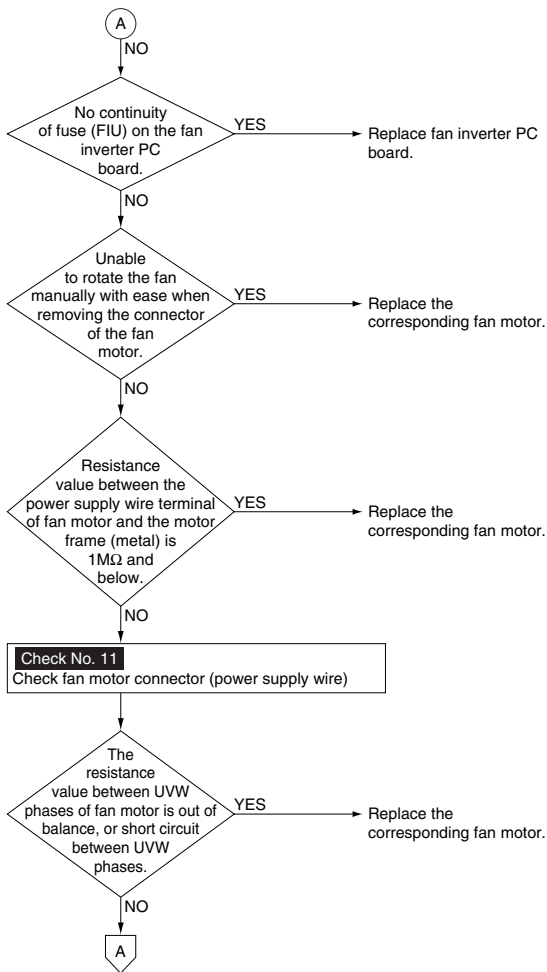 A
NO
No continuity
of fuse (FIU) on the fan
inverter PC
board.
YES
Replace fan inverter PC
board.
NO
Unable
to rotate the fan
manually with ease when
removing the connector
of the fan
motor.
YES
Replace the
corresponding fan motor.
NO
Resistance
value between the
power supply wire terminal
of fan motor and the motor
frame (metal) is
1MΩ and
below.
YES
Replace the
corresponding fan motor.
NO
Check No. 11
Check fan motor connector (power supply wire)
The
resistance
value between UVW
phases of fan motor is out of
balance, or short circuit
between UVW
phases.
YES
Replace the
corresponding fan motor.
NO
A